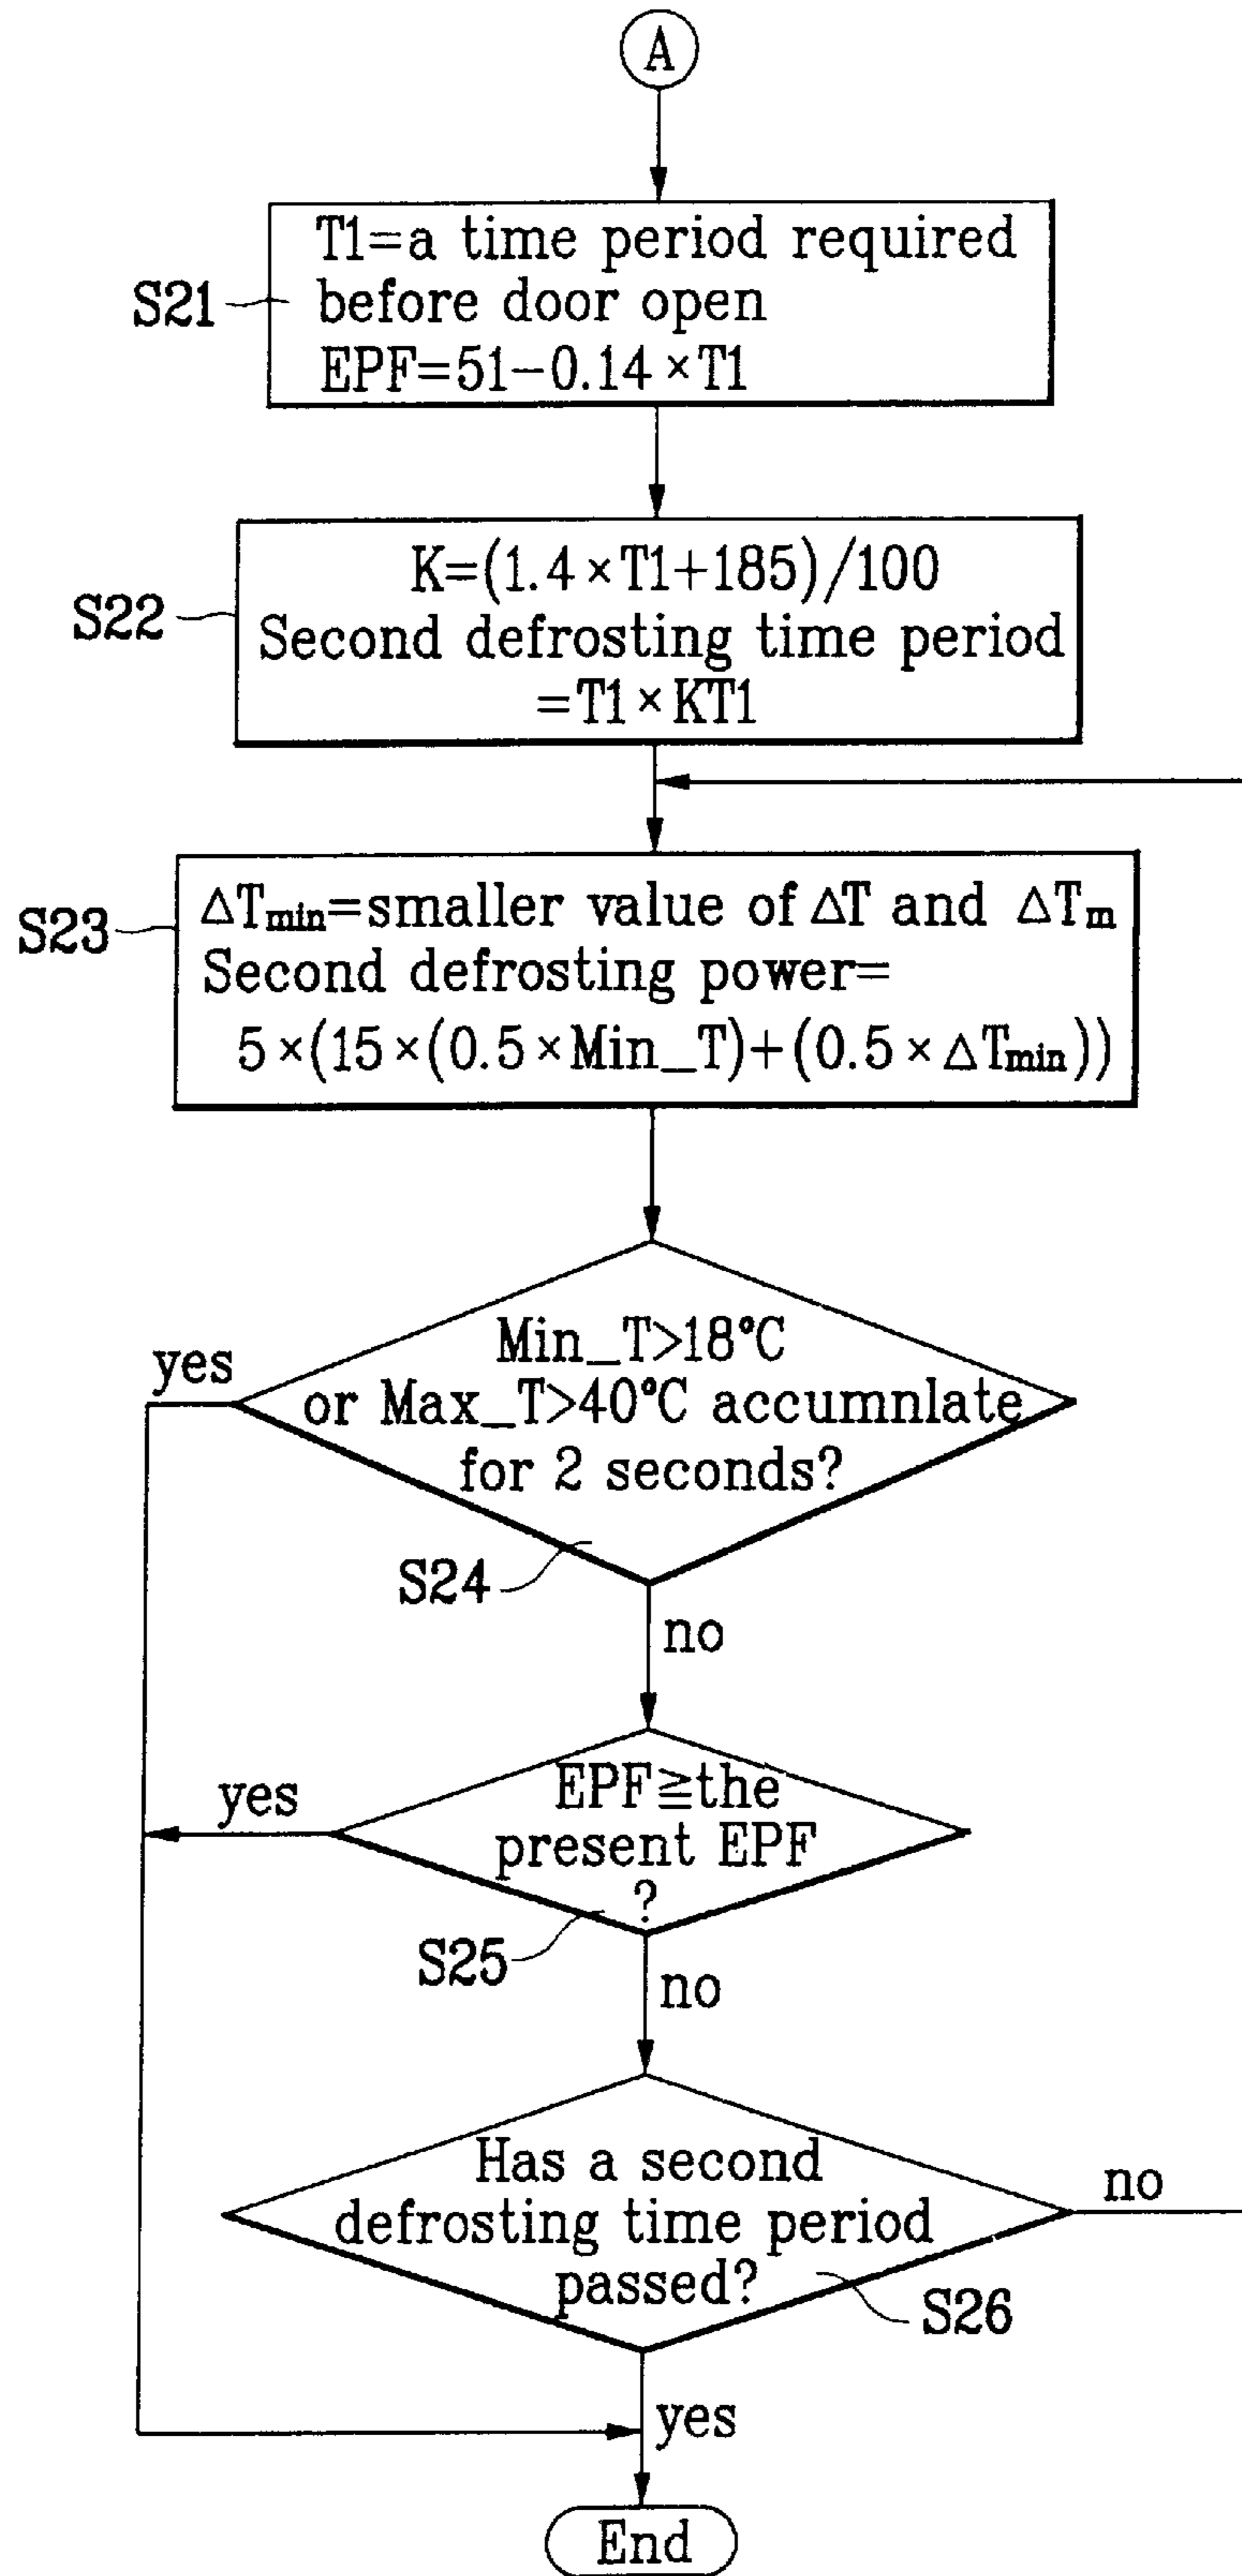 A
T1=a time period required
before door open
EPF=51-0.14×T1
S21
K=(1.4×T1+185)/100
Second defrosting time period
=T1×KT1
S22
ΔTmin=smaller value of ΔT and ΔTm
Second defrosting power=
5×(15×(0.5×Min_T)+(0.5×ΔTmin))
S23
Min_T>18°C
or Max_T>40°C accumnlate
for 2 seconds?
yes
S24
no
EPF≧the
present EPF
?
yes
S25
no
Has a second
defrosting time period
passed?
no
S26
yes
End